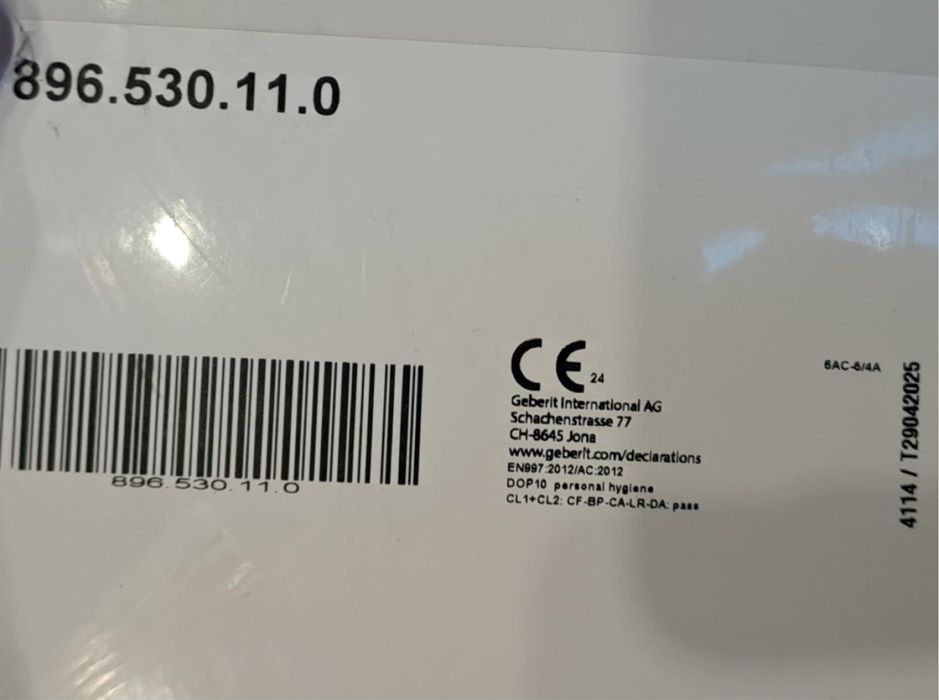 896.530.11.0
896.530.11.0
CE 24
Geberit International AG
Schachenstrasse 77
CH-8645 Jona
www.geberit.com/declarations
EN997:2012/AC:2012
DOP10 personal hygiene
CL1+CL2: CF-BP-CA-LR-DA: pass
6AC-6/4A
4114 / T29042025